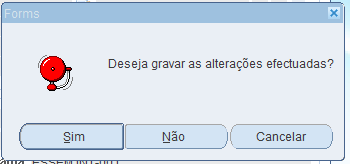 Forms
Deseja gravar as alterações efectuadas?
Sim
Não
Cancelar